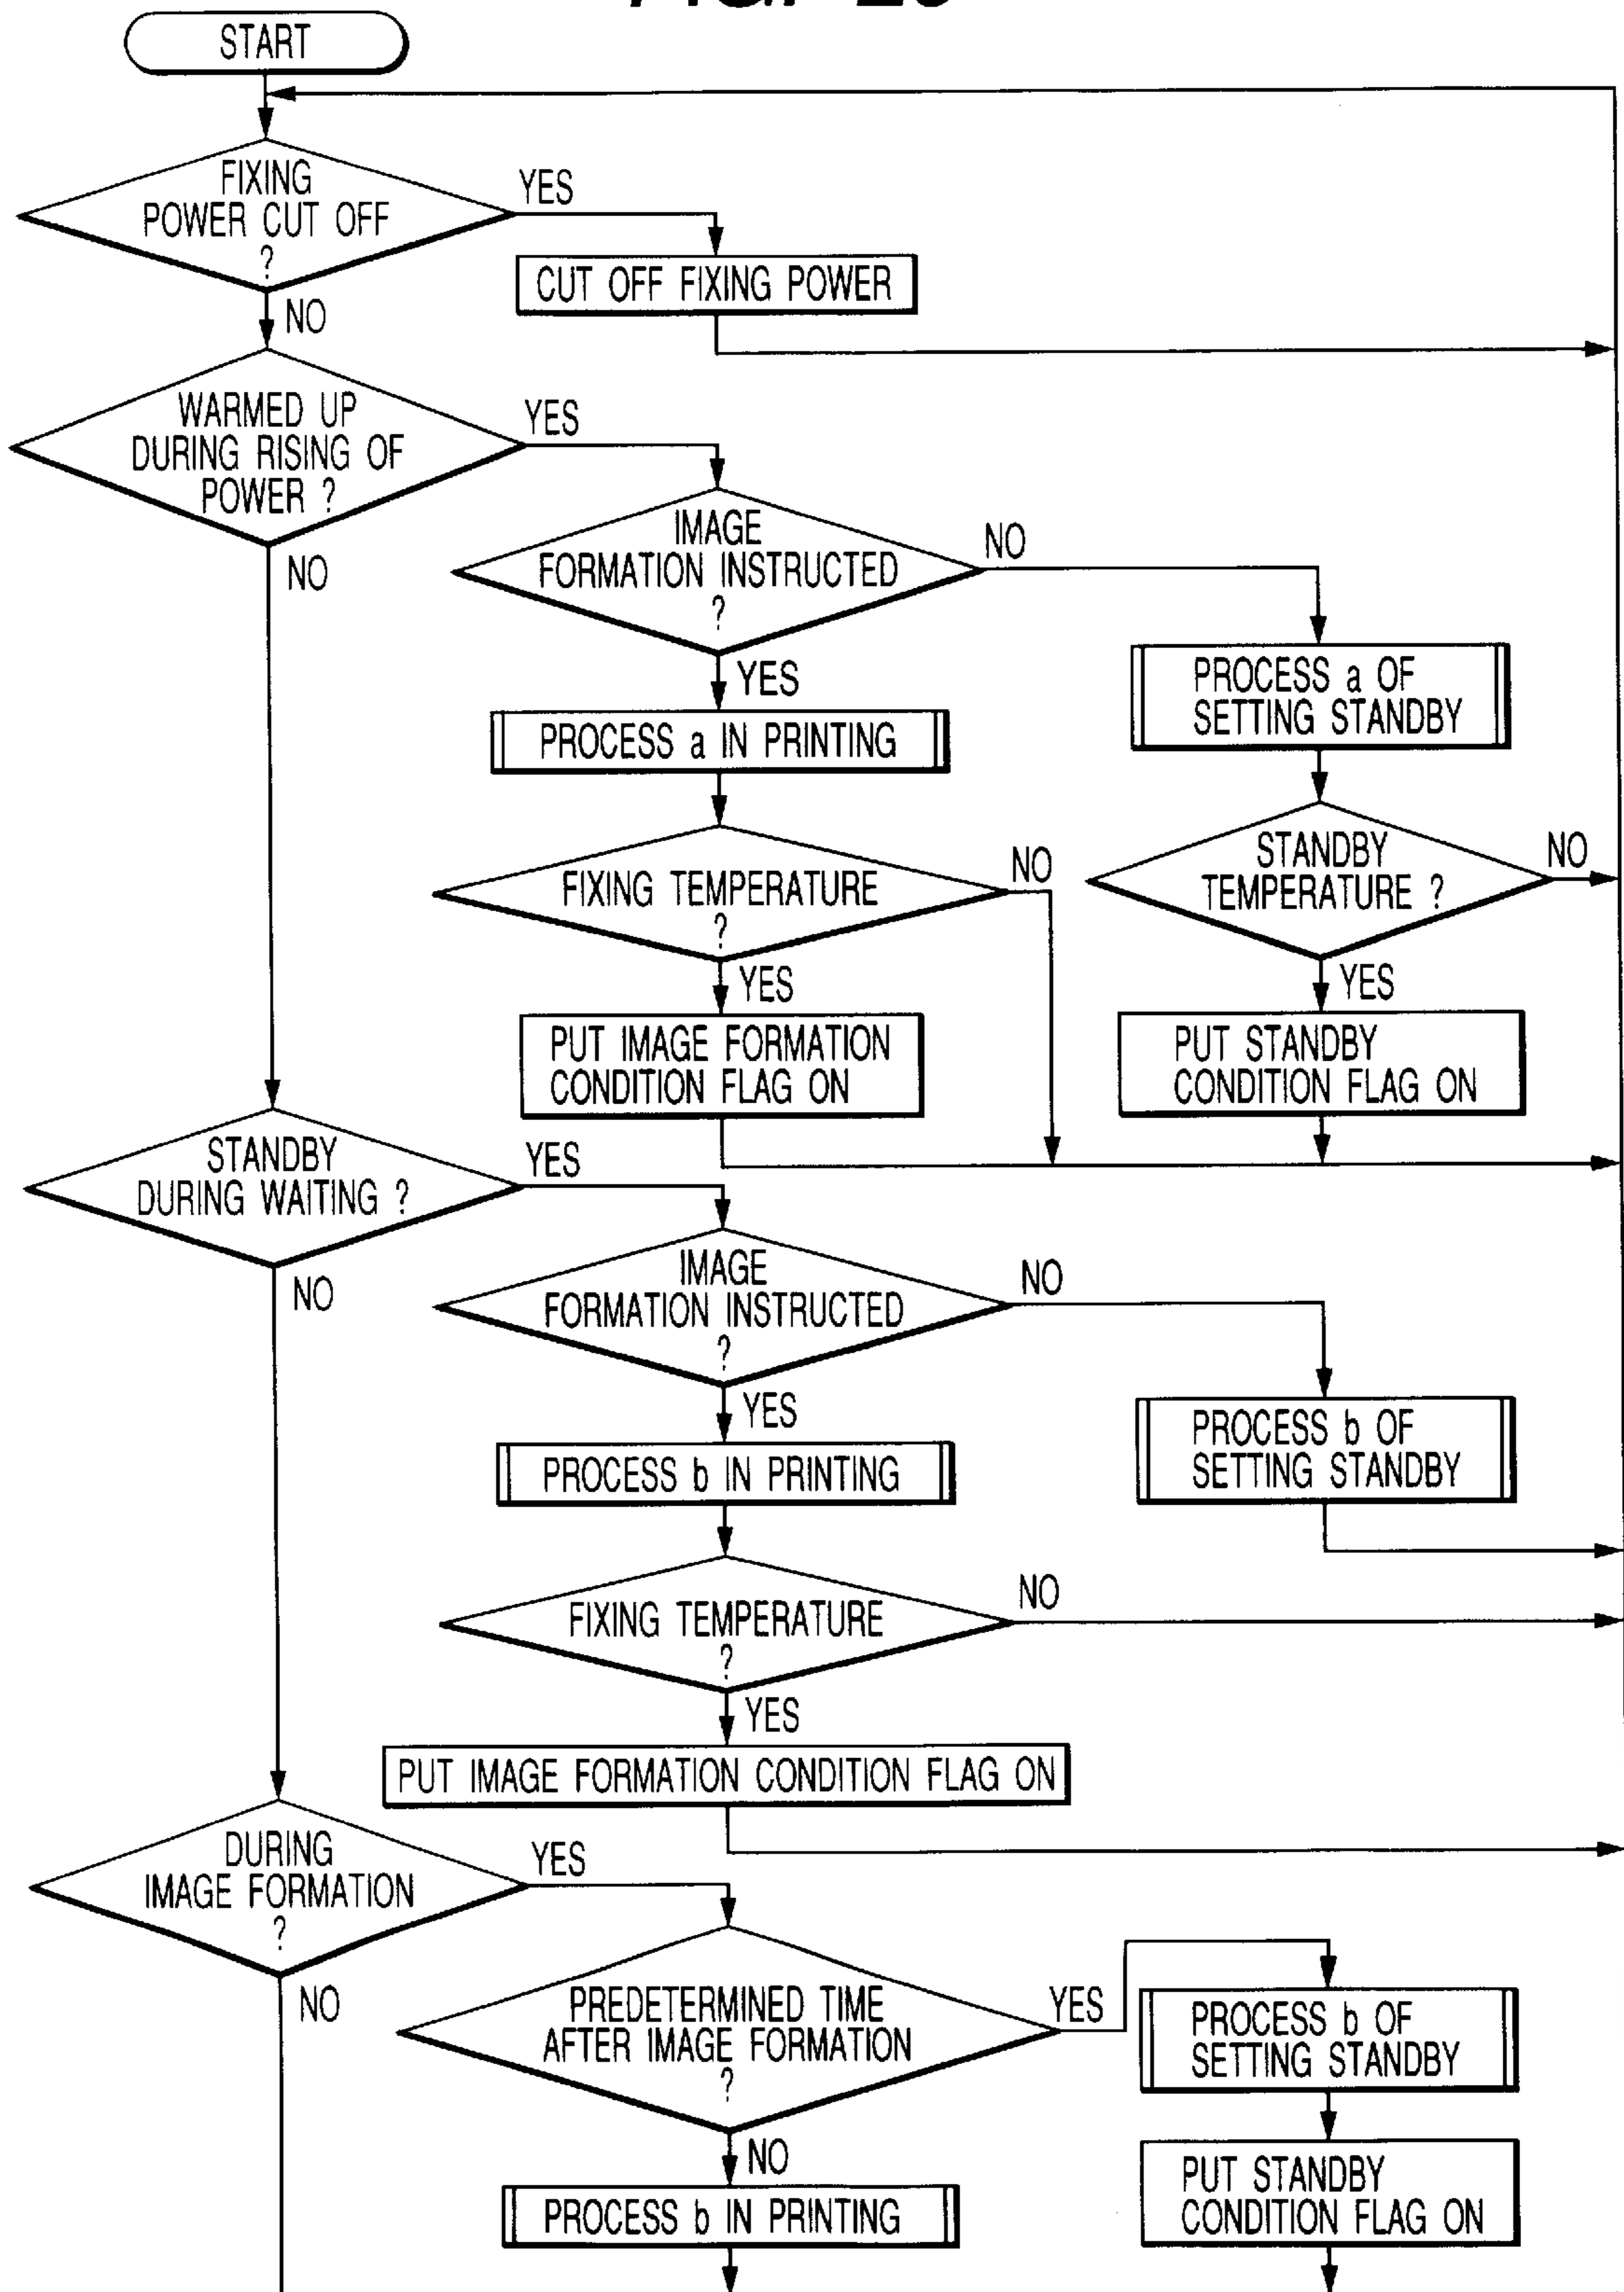 START
FIXING
POWER CUT OFF
?
YES
CUT OFF FIXING POWER
NO
WARMED UP
DURING RISING OF
POWER ?
YES
NO
IMAGE
FORMATION INSTRUCTED
?
NO
YES
PROCESS a IN PRINTING
PROCESS a OF
SETTING STANDBY
FIXING TEMPERATURE
?
NO
YES
STANDBY
TEMPERATURE ?
NO
YES
PUT IMAGE FORMATION
CONDITION FLAG ON
PUT STANDBY
CONDITION FLAG ON
STANDBY
DURING WAITING ?
YES
NO
IMAGE
FORMATION INSTRUCTED
?
NO
YES
PROCESS b IN PRINTING
PROCESS b OF
SETTING STANDBY
FIXING TEMPERATURE
?
NO
YES
PUT IMAGE FORMATION CONDITION FLAG ON
DURING
IMAGE FORMATION
?
YES
NO
PREDETERMINED TIME
AFTER IMAGE FORMATION
?
YES
NO
PROCESS b OF
SETTING STANDBY
PROCESS b IN PRINTING
PUT STANDBY
CONDITION FLAG ON